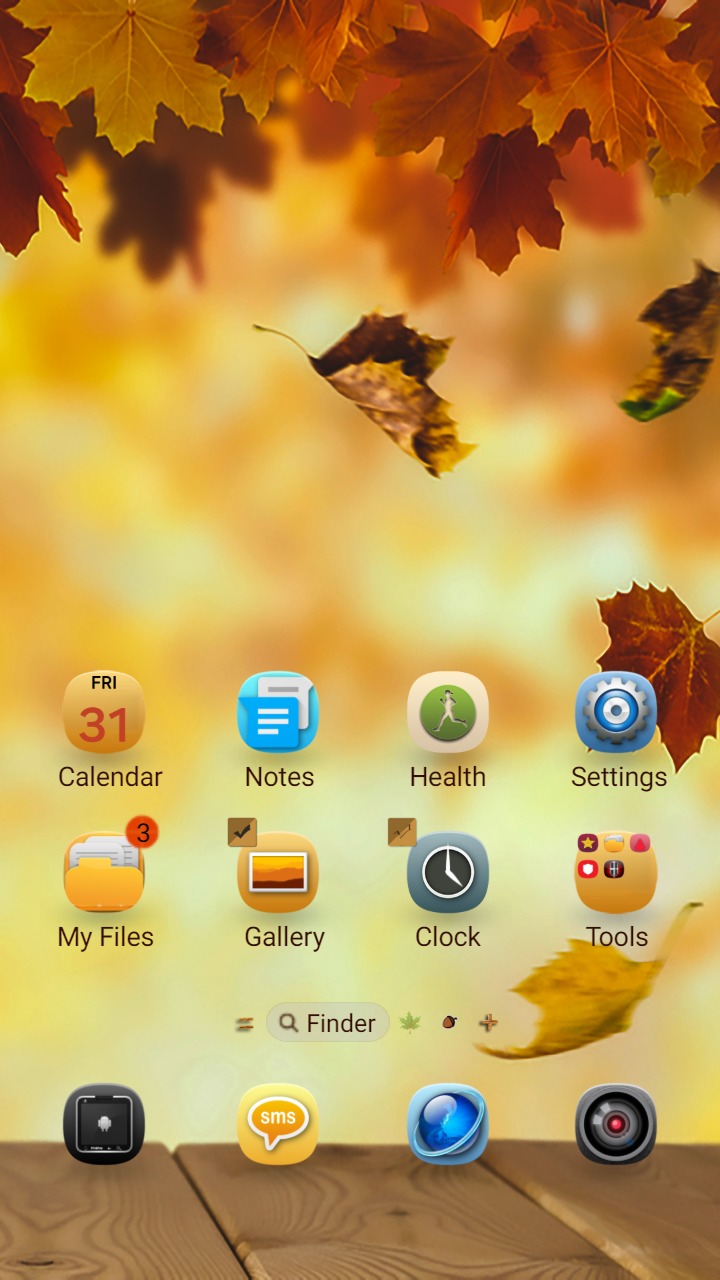 FRI
31
Calendar
Notes
Health
Settings
3
My Files
Gallery
Clock
Tools
Finder
sms